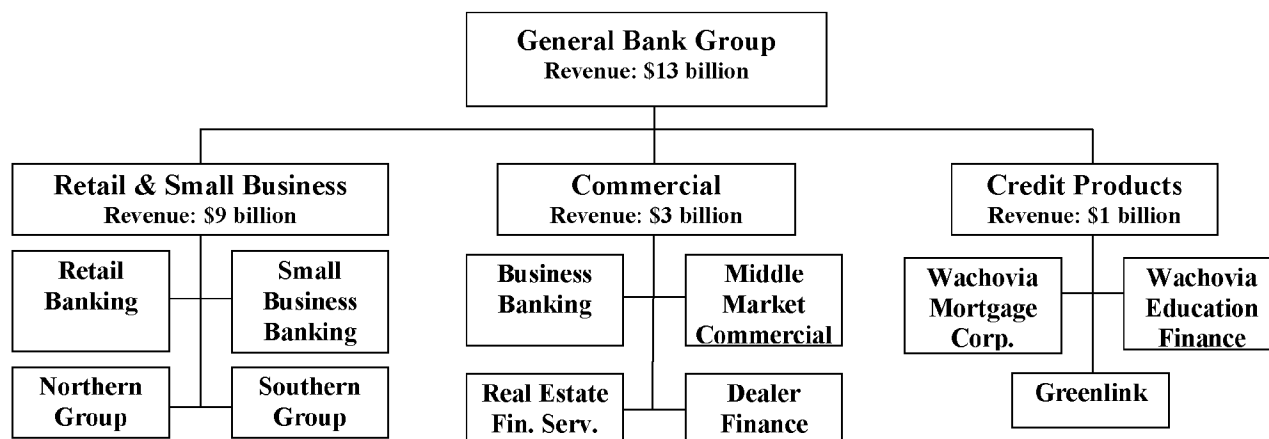 General Bank Group
Revenue: $13 billion
Retail & Small Business
Revenue: $9 billion
Commercial
Revenue: $3 billion
Credit Products
Revenue: $1 billion
Retail
Banking
Small
Business
Banking
Business
Banking
Middle
Market
Commercial
Wachovia
Mortgage
Corp.
Wachovia
Education
Finance
Northern
Group
Southern
Group
Real Estate
Fin. Serv.
Dealer
Finance
Greenlink